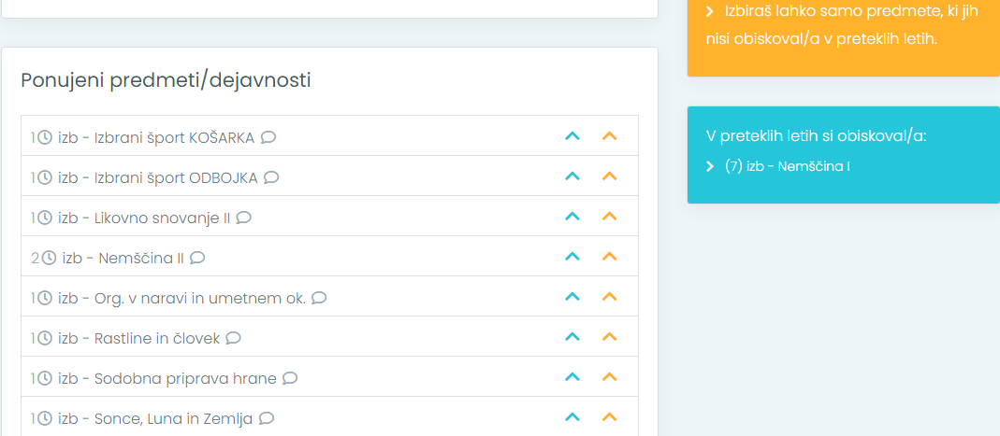 Izbiraš lahko samo predmete, ki jih
nisi obiskoval/a v preteklih letih.
Ponujeni predmeti/dejavnosti
1 izb - Izbrani šport KOŠARKA
1 izb - Izbrani šport ODBOJKA
1 izb - Likovno snovanje II
2 izb - Nemščina II
1 izb - Org. v naravi in umetnem ok.
1 izb - Rastline in človek
1 izb - Sodobna priprava hrane
1 izb - Sonce, Luna in Zemlja
V preteklih letih si obiskoval/a:
(7) izb - Nemščina I